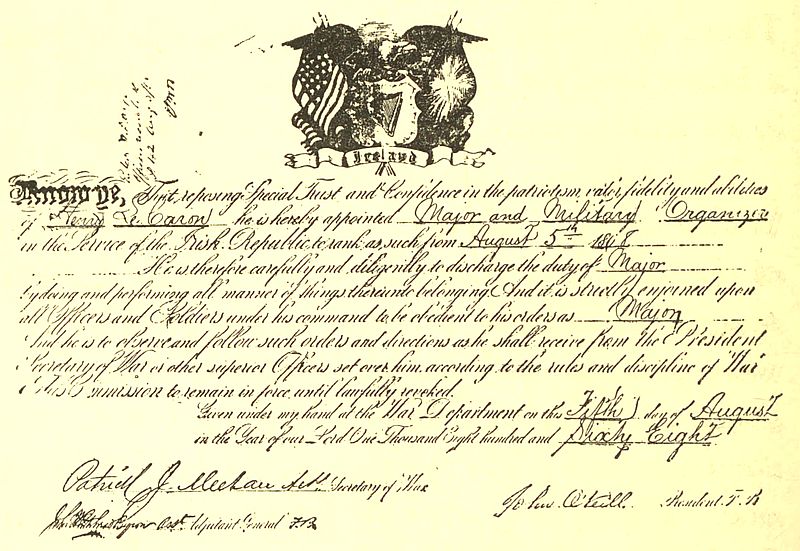 Ireland
Know ye, That, reposing Special Trust and Confidence in the patriotism, valor, fidelity and abilities
of Henry Le Caron he is hereby appointed Major and Military Organizer
in the Service of the Irish Republic, to rank as such from August 5th 1868
He is therefore carefully and diligently to discharge the duty of Major
by doing and performing all manner of things thereunto belonging. And it is strictly enjoined upon
all Officers and Soldiers under his command to be obedient to his orders as Major
And he is to observe and follow such orders and directions as he shall receive from the President
Secretary of War or other superior Officers set over him, according to the rules and discipline of War
This Commission to remain in force until lawfully revoked.
Given under my hand at the War Department on this Fifth day of August
in the Year of our Lord One Thousand Eight hundred and Sixty Eight
Patrick J. Meehan Secretary of War
John O'Neill. President. F. B
Adjutant General F.B